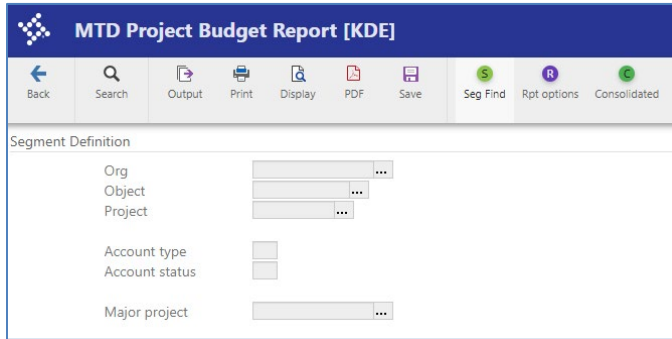 MTD Project Budget Report [KDE]
Back Search Output Print Display PDF Save S Seg Find R Rpt options C Consolidated
Segment Definition
Org ...
Object ...
Project ...
Account type
Account status
Major project ...